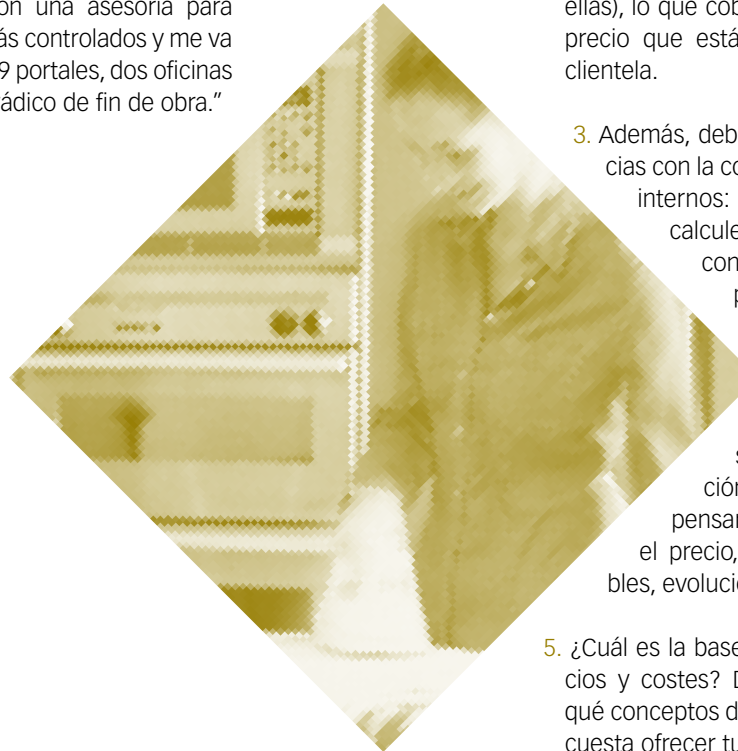 on una asesoría para
ás controlados y me va
9 portales, dos oficinas
ádico de fin de obra.”
ellas), lo que cob
precio que está
clientela.
3. Además, deb
cias con la co
internos:
calcule
con
p
s
ción
pensar
el precio,
bles, evoluci
5. ¿Cuál es la base
cios y costes? D
qué conceptos d
cuesta ofrecer tu